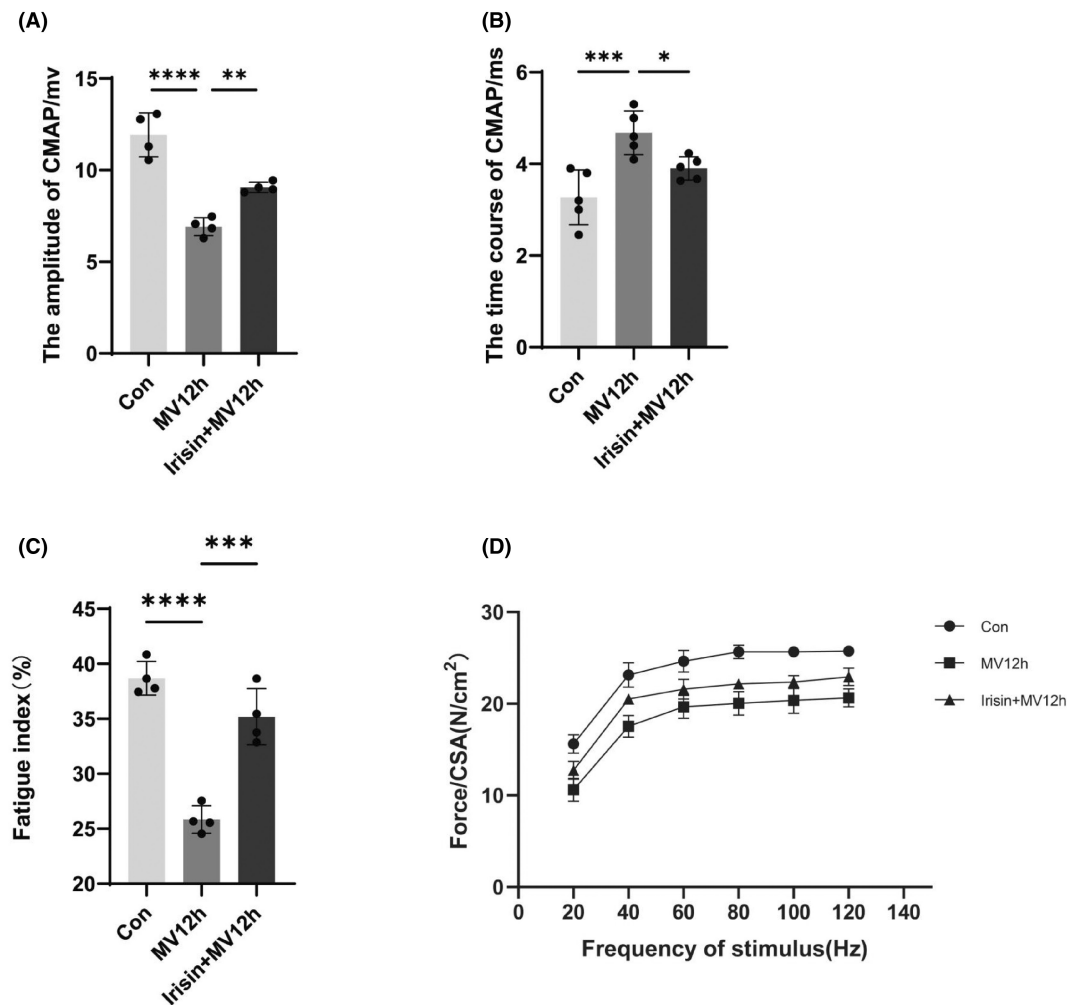 (A)
The amplitude of CMAP/mv
15
10
5
0
**** **
Con
MV12h
Irisin+MV12h
(B)
The time course of CMAP/ms
6
4
2
0
*** *
Con
MV12h
Irisin+MV12h
(C)
Fatigue index (%)
45
40
35
30
25
20
***
****
Con
MV12h
Irisin+MV12h
(D)
Force/CSA(N/cm²)
30
20
10
0
0 20 40 60 80 100 120 140
Frequency of stimulus(Hz)
Con
MV12h
Irisin+MV12h